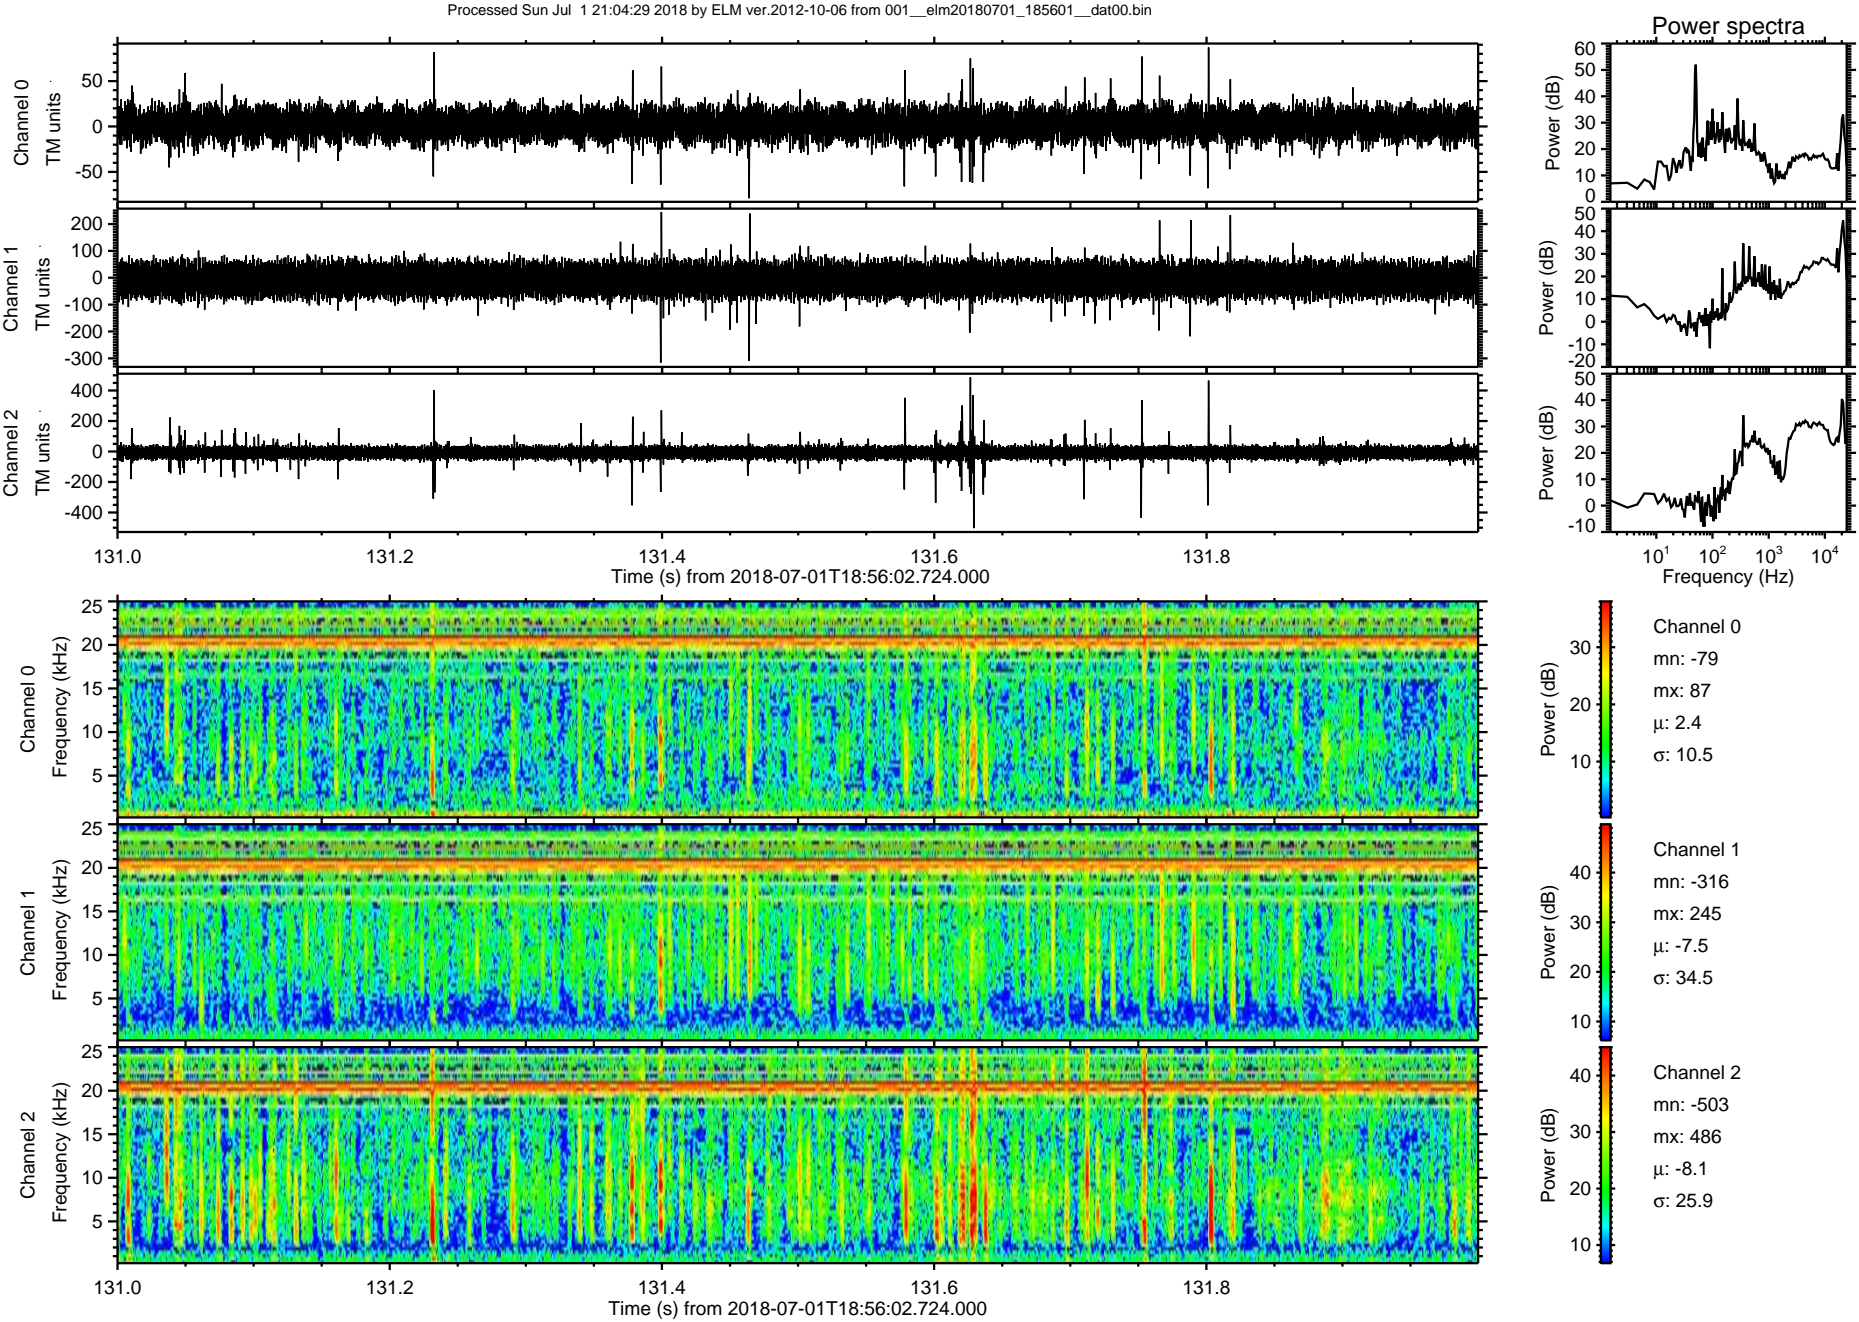 Processed Sun Jul  1 21:04:29 2018 by ELM ver.2012-10-06 from 001__elm20180701_185601__dat00.bin
Power spectra
Channel 0
TM units
50
0
-50
Power (dB)
60
50
40
30
20
10
0
Channel 1
TM units
200
100
0
-100
-200
-300
Power (dB)
50
40
30
20
10
0
-10
-20
Channel 2
TM units
400
200
0
-200
-400
Power (dB)
50
40
30
20
10
0
-10
131.0 131.2 131.4 131.6 131.8
Time (s) from 2018-07-01T18:56:02.724.000
10¹ 10² 10³ 10⁴
Frequency (Hz)
Channel 0
Frequency (kHz)
25
20
15
10
5
Power (dB)
30
20
10
Channel 0
mn: -79
mx: 87
μ: 2.4
σ: 10.5
Channel 1
Frequency (kHz)
25
20
15
10
5
Power (dB)
40
30
20
10
Channel 1
mn: -316
mx: 245
μ: -7.5
σ: 34.5
Channel 2
Frequency (kHz)
25
20
15
10
5
Power (dB)
40
30
20
10
Channel 2
mn: -503
mx: 486
μ: -8.1
σ: 25.9
131.0 131.2 131.4 131.6 131.8
Time (s) from 2018-07-01T18:56:02.724.000